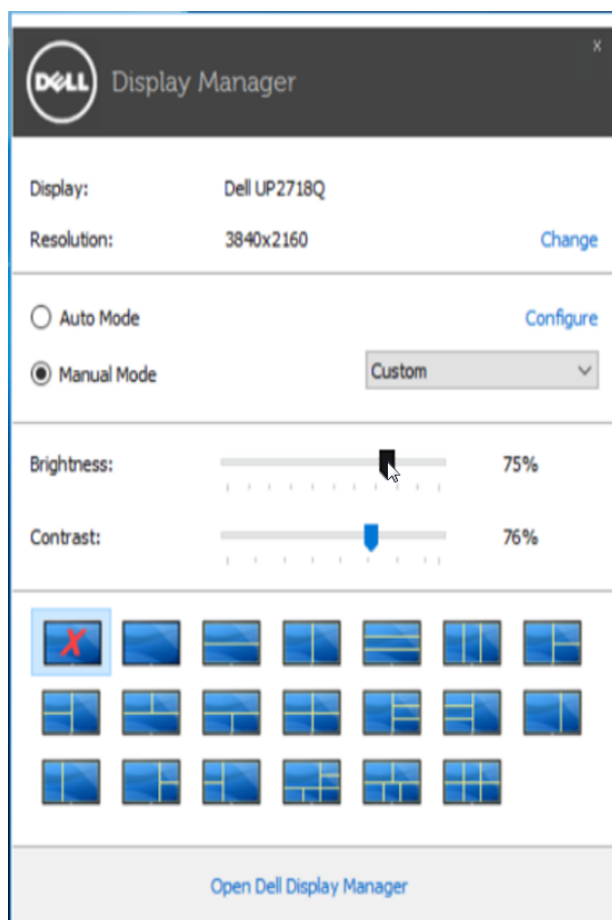 x
DELL Display Manager
Display: Dell UP2718Q
Resolution: 3840x2160 Change
Auto Mode Configure
Manual Mode Custom
Brightness: 75%
Contrast: 76%
X
Open Dell Display Manager